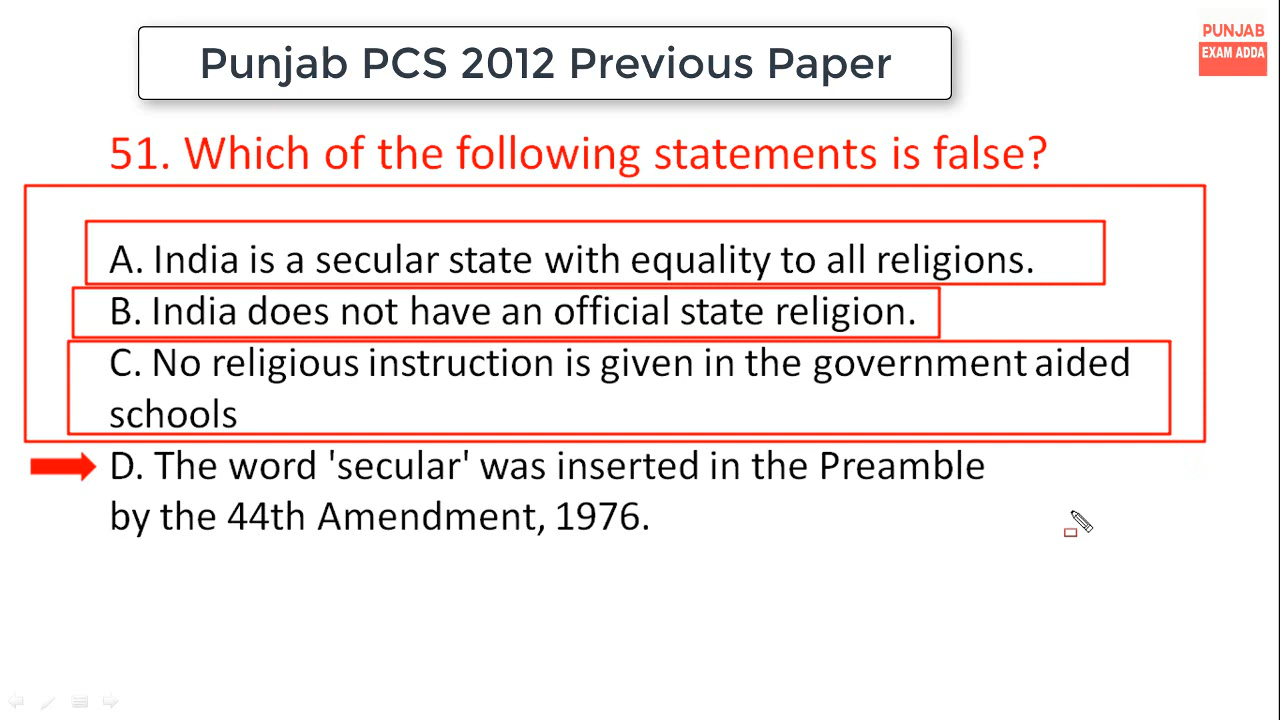 Punjab PCS 2012 Previous Paper
PUNJAB
EXAM ADDA
51. Which of the following statements is false?
A. India is a secular state with equality to all religions.
B. India does not have an official state religion.
C. No religious instruction is given in the government aided
schools
D. The word 'secular' was inserted in the Preamble
by the 44th Amendment, 1976.